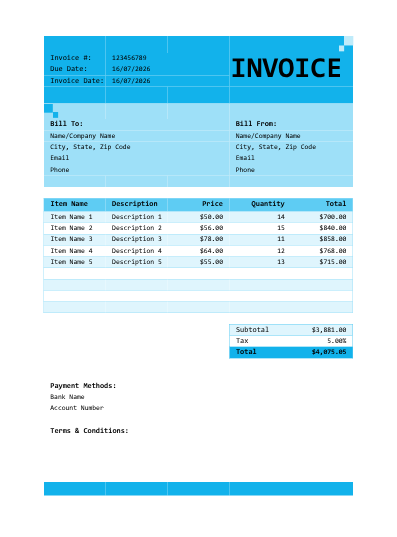 Invoice #: 123456789
Due Date: 16/07/2026
Invoice Date: 16/07/2026
INVOICE
Bill To: Bill From:
Name/Company Name Name/Company Name
City, State, Zip Code City, State, Zip Code
Email Email
Phone Phone
Item Name Description Price Quantity Total
Item Name 1 Description 1 $50.00 14 $700.00
Item Name 2 Description 2 $56.00 15 $840.00
Item Name 3 Description 3 $78.00 11 $858.00
Item Name 4 Description 4 $64.00 12 $768.00
Item Name 5 Description 5 $55.00 13 $715.00
Subtotal $3,881.00
Tax 5.00%
Total $4,075.05
Payment Methods:
Bank Name
Account Number
Terms & Conditions: